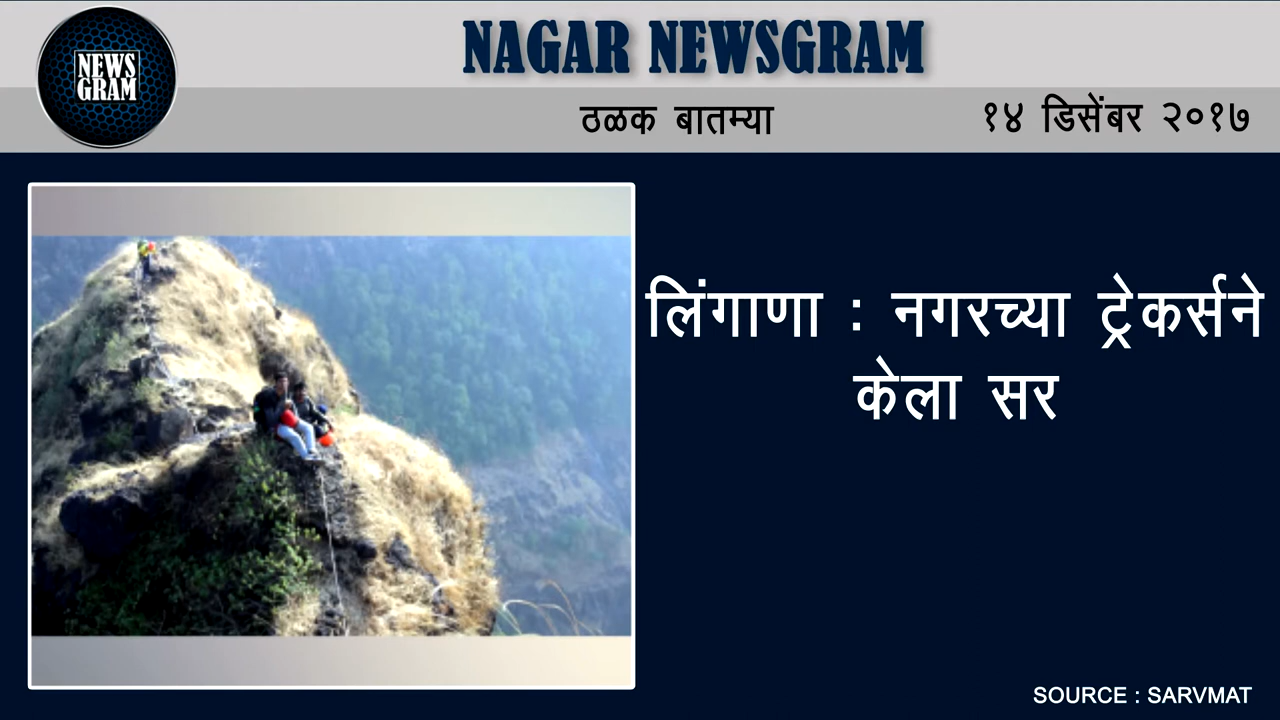 NEWS
GRAM
NAGAR NEWSGRAM
ठळक बातम्या
१४ डिसेंबर २०१७
लिंगाणा : नगरच्या ट्रेकर्सने
केला सर
SOURCE : SARVMAT